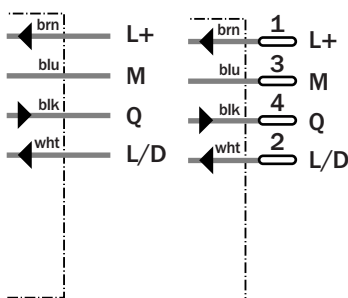 brn L+
blu M
blk Q
wht L/D
brn 1 L+
blu 3 M
blk 4 Q
wht 2 L/D